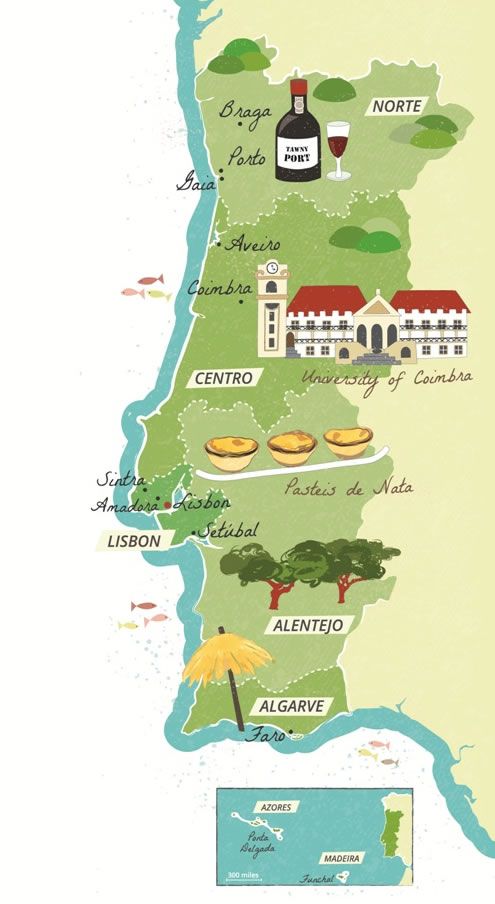 Braga
NORTE
Porto
TAWNY
PORT
Gaia
Aveiro
Coimbra
CENTRO
University of Coimbra
Sintra
Pasteis de Nata
Amadora
Lisbon
LISBON
Setúbal
ALENTEJO
ALGARVE
Faro
AZORES
Ponta
Delgada
MADEIRA
300 miles
Funchal